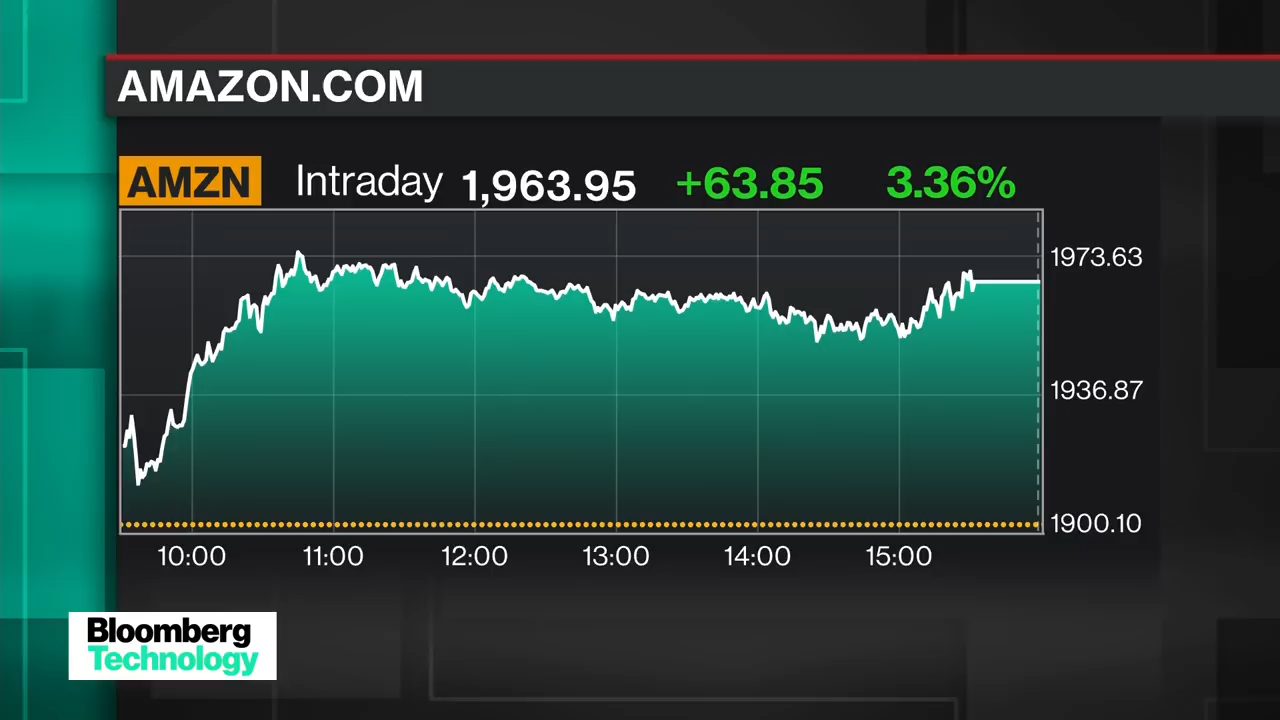 AMAZON.COM
AMZN Intraday 1,963.95 +63.85 3.36%
1973.63
1936.87
1900.10
10:00 11:00 12:00 13:00 14:00 15:00
Bloomberg
Technology